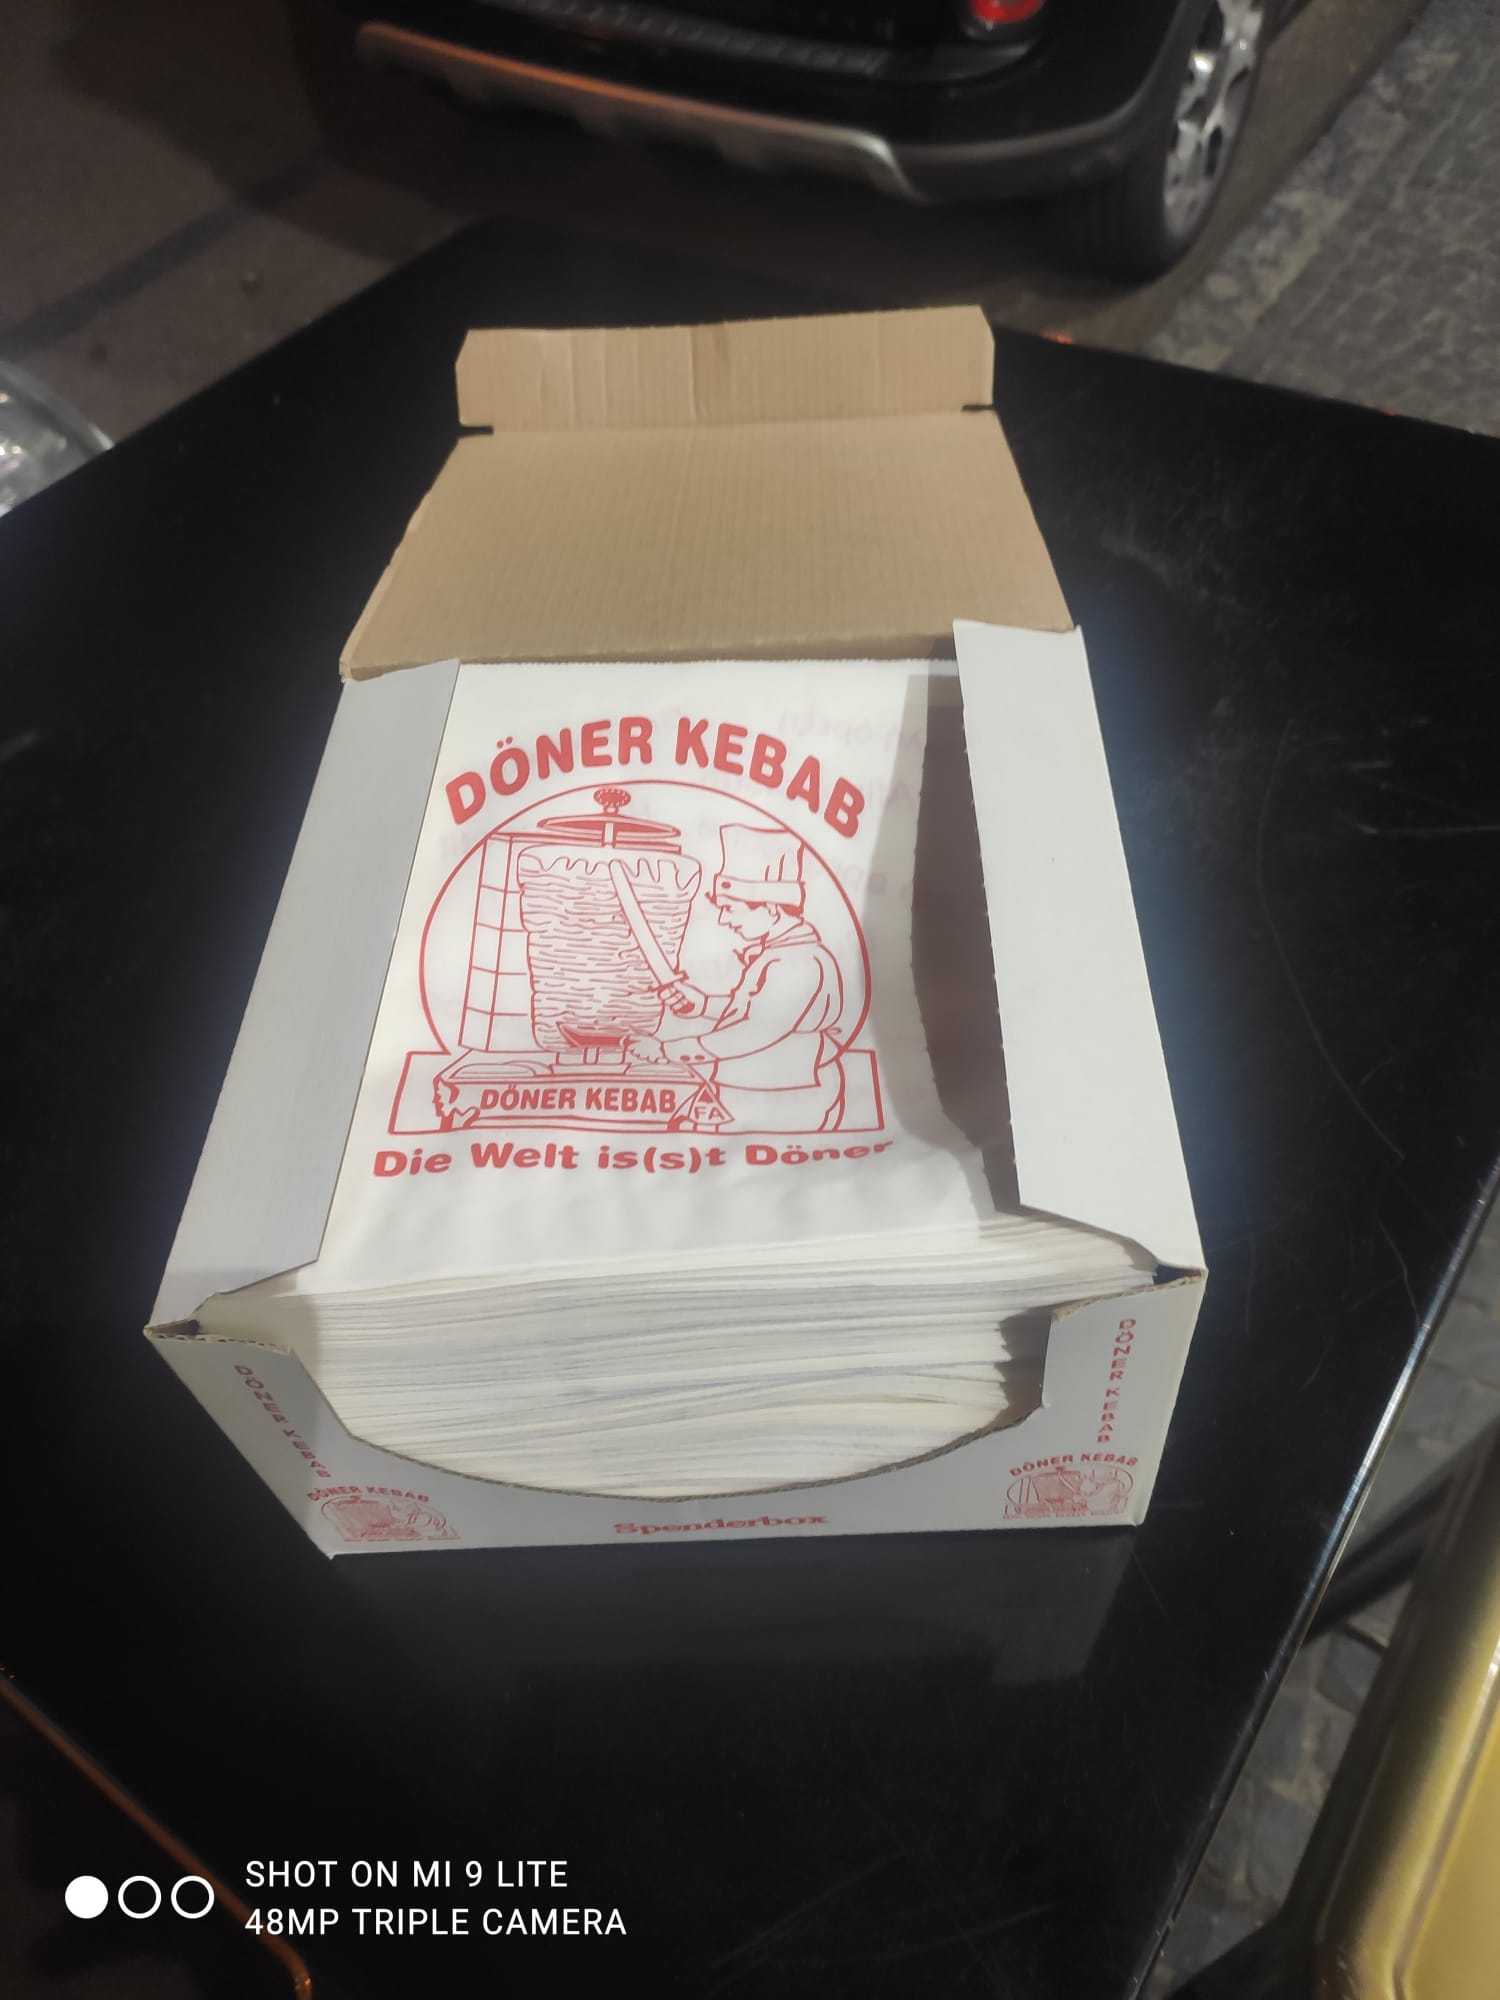 DÖNER KEBAB
DÖNER KEBAB
FA
Die Welt is(s)t Döner
DÖNER KEBAB
DÖNER KEBAB
DÖNER KEBAB
DÖNER KEBAB
Spenderbox
SHOT ON MI 9 LITE
48MP TRIPLE CAMERA